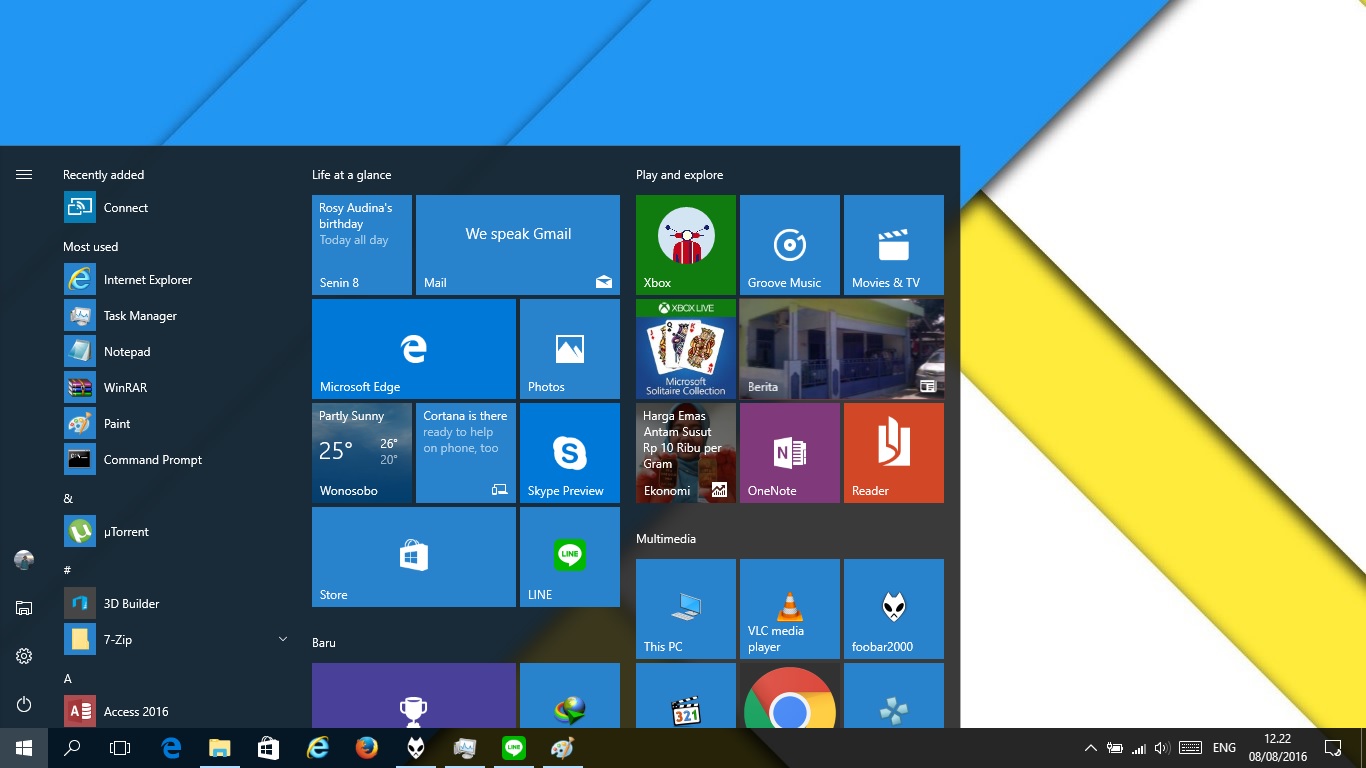 Recently added
Connect
Most used
Internet Explorer
Task Manager
Notepad
WinRAR
Paint
Command Prompt
&
µTorrent
#
3D Builder
7-Zip
A
Access 2016
Life at a glance
Rosy Audina's
birthday
Today all day
Senin 8
We speak Gmail
Mail
Microsoft Edge
Photos
Partly Sunny
25°
26°
20°
Wonosobo
Cortana is there
ready to help
on phone, too
Skype Preview
Store
LINE
LINE
Baru
Play and explore
Xbox
Groove Music
Movies & TV
XBOX LIVE
Microsoft
Solitaire Collection
Berita
Harga Emas
Antam Susut
Rp 10 Ribu per
Gram
Ekonomi
OneNote
Reader
Multimedia
This PC
VLC media
player
foobar2000
321
LINE
ENG
12.22
08/08/2016